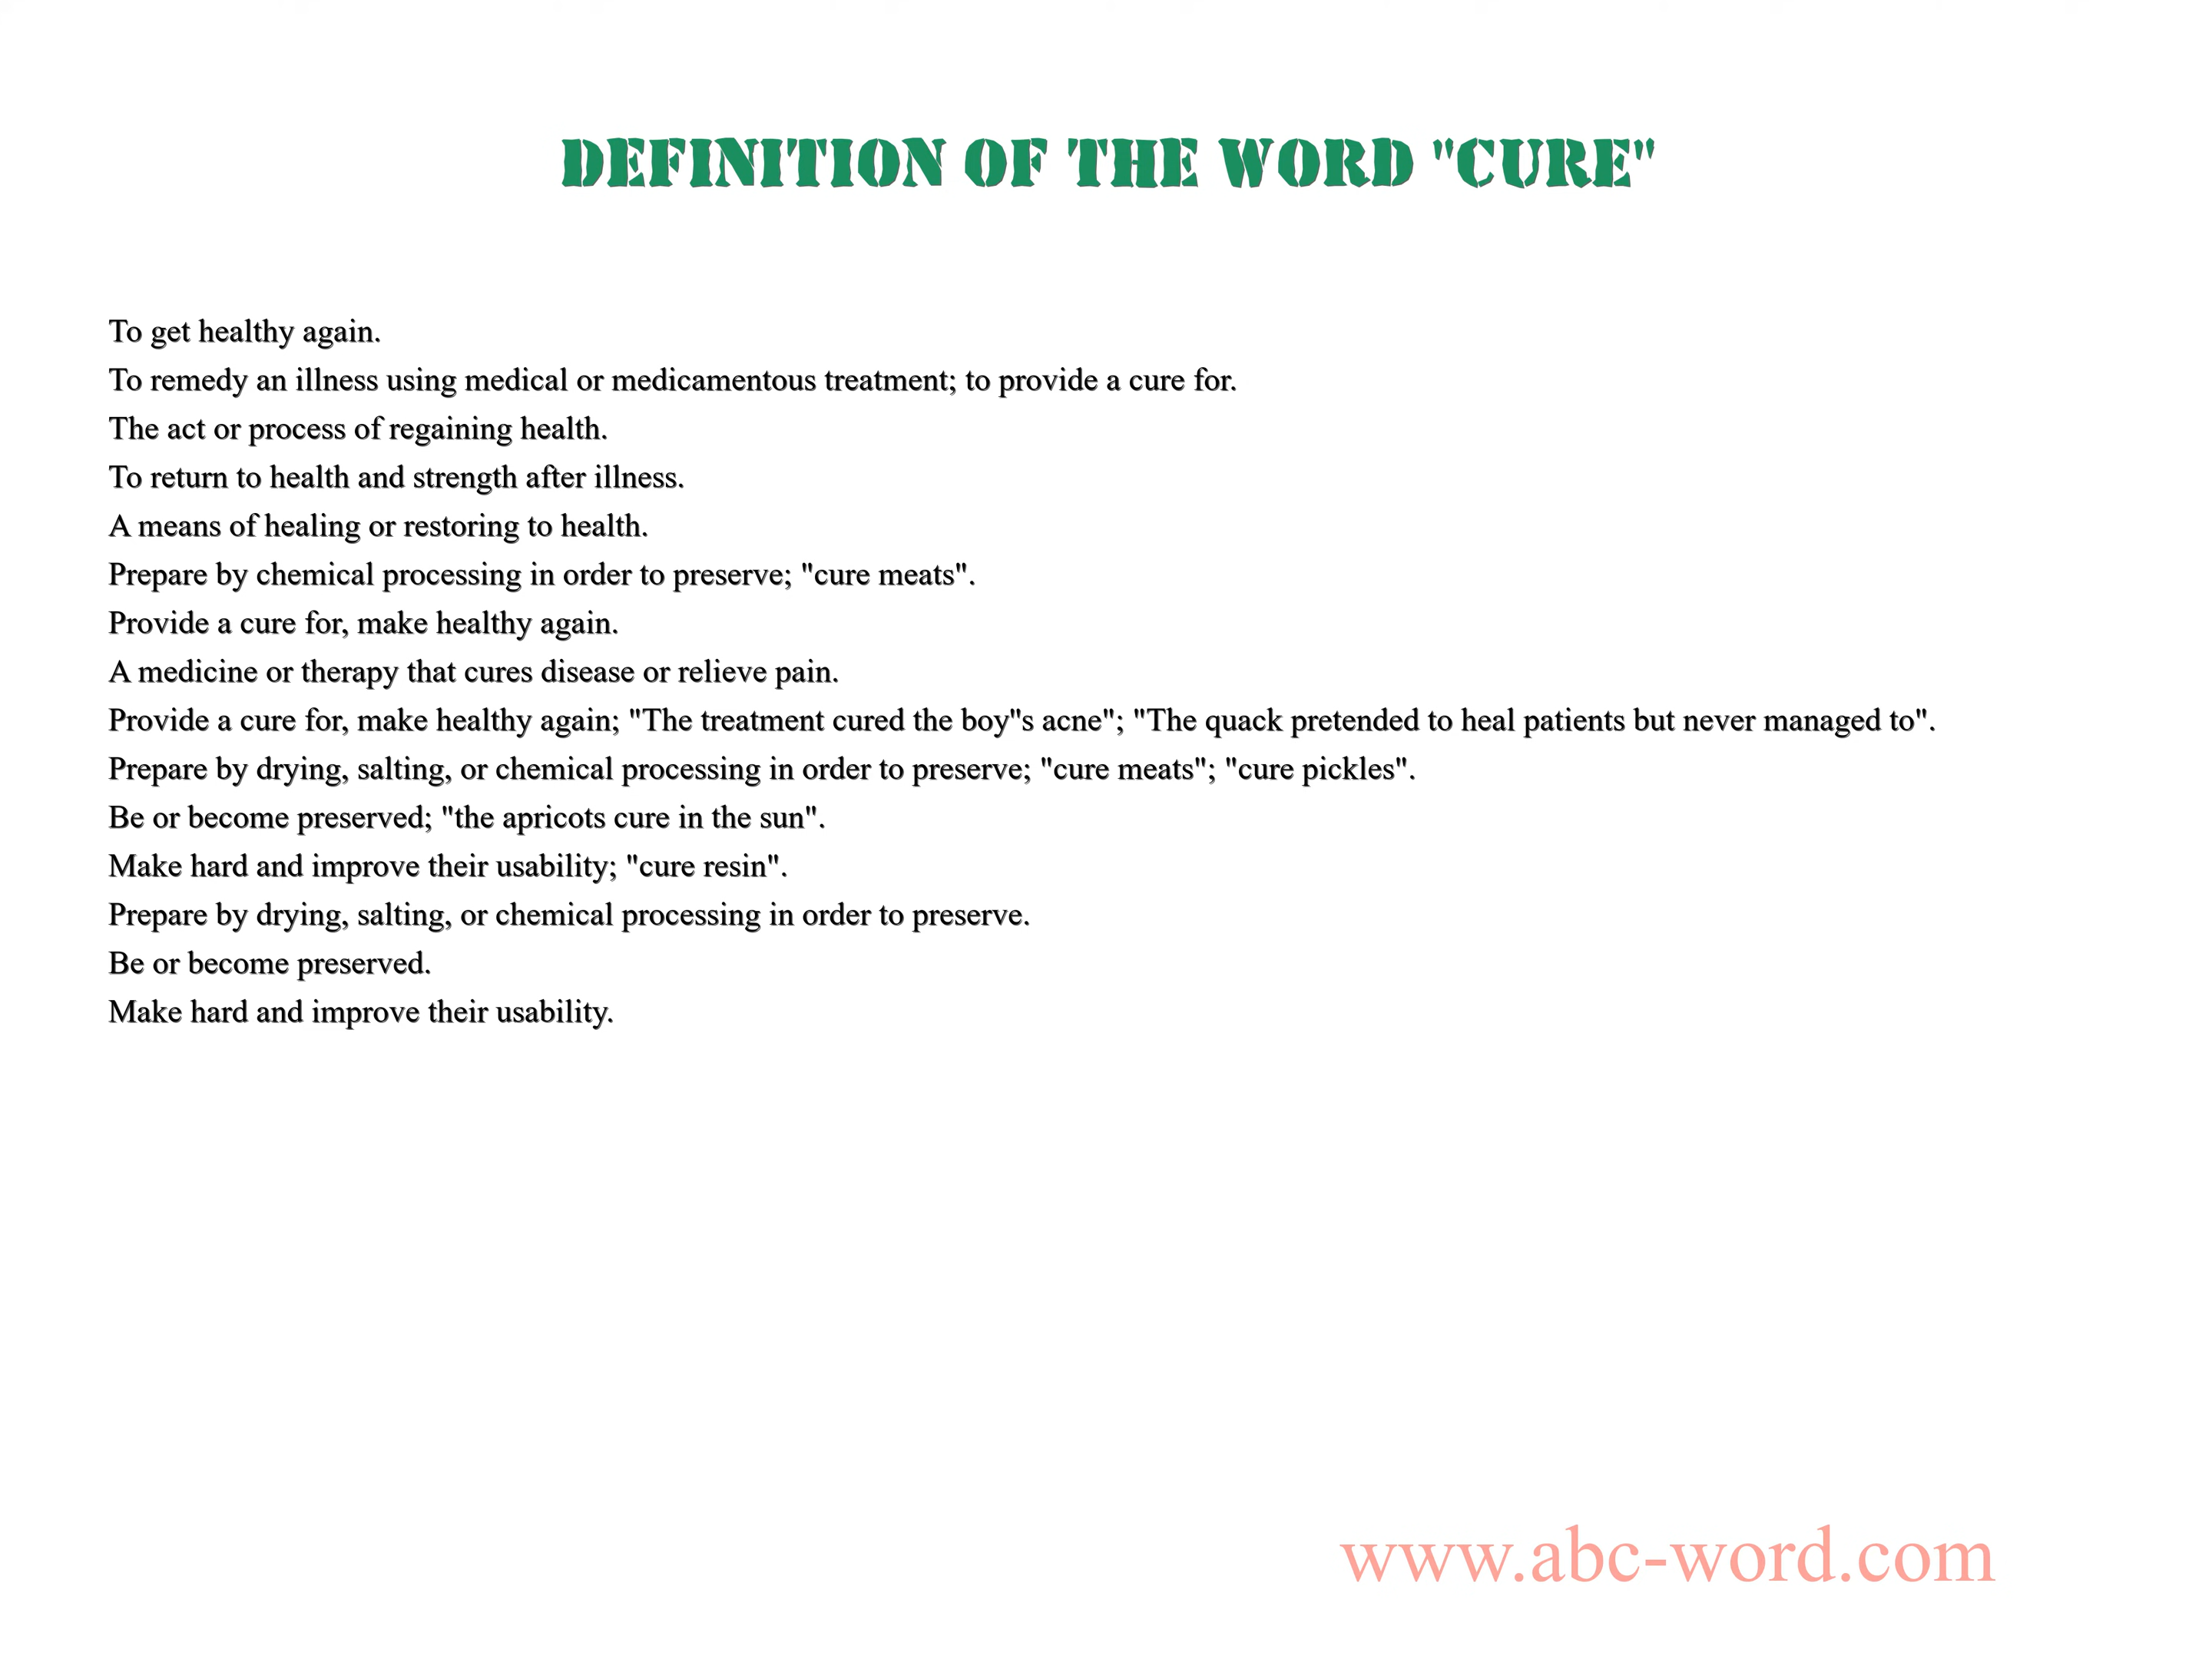 DEFINITION OF THE WORD "CURE"
To get healthy again.
To remedy an illness using medical or medicamentous treatment; to provide a cure for.
The act or process of regaining health.
To return to health and strength after illness.
A means of healing or restoring to health.
Prepare by chemical processing in order to preserve; "cure meats".
Provide a cure for, make healthy again.
A medicine or therapy that cures disease or relieve pain.
Provide a cure for, make healthy again; "The treatment cured the boy"s acne"; "The quack pretended to heal patients but never managed to".
Prepare by drying, salting, or chemical processing in order to preserve; "cure meats"; "cure pickles".
Be or become preserved; "the apricots cure in the sun".
Make hard and improve their usability; "cure resin".
Prepare by drying, salting, or chemical processing in order to preserve.
Be or become preserved.
Make hard and improve their usability.
www.abc-word.com